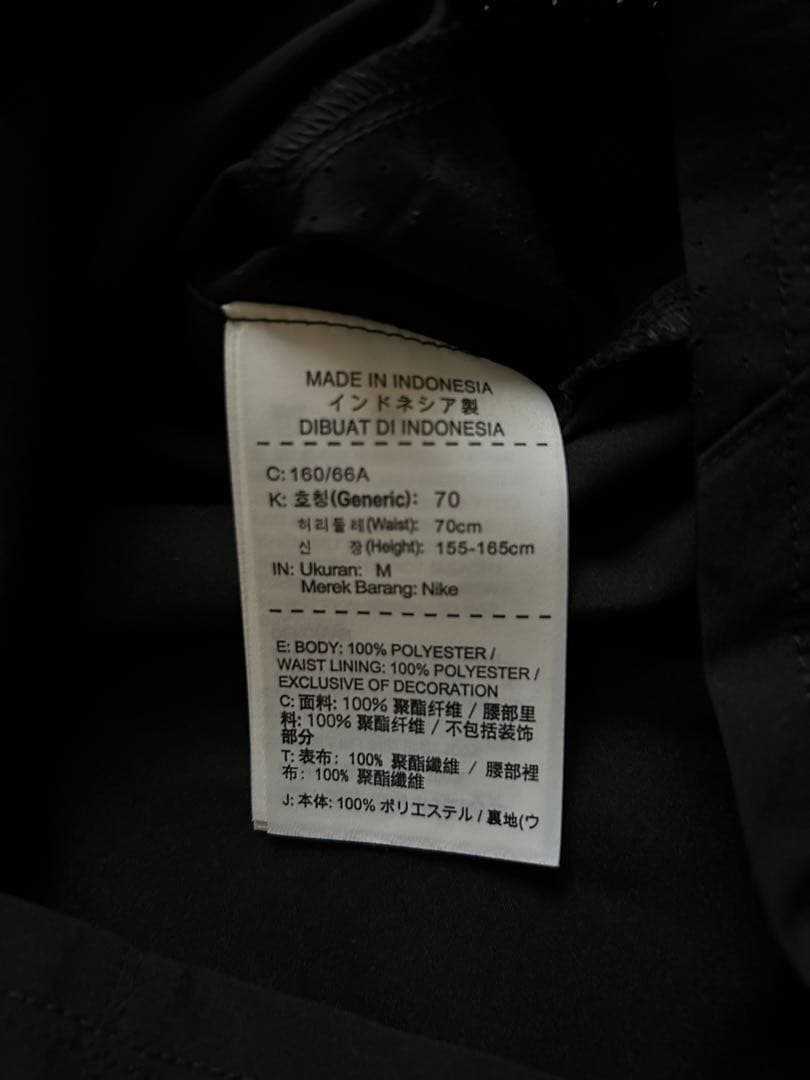 MADE IN INDONESIA
インドネシア製
DIBUAT DI INDONESIA
C: 160/66A
K: 호칭(Generic): 70
허리둘레(Waist): 70cm
신 장(Height): 155-165cm
IN: Ukuran: M
Merek Barang: Nike
E: BODY: 100% POLYESTER /
WAIST LINING: 100% POLYESTER /
EXCLUSIVE OF DECORATION
C: 面料: 100% 聚酯纤维 / 腰部里
料: 100% 聚酯纤维 / 不包括装饰
部分
T: 表布: 100% 聚酯纖維 / 腰部裡
布: 100% 聚酯纖維
J: 本体: 100% ポリエステル / 裏地(ウ